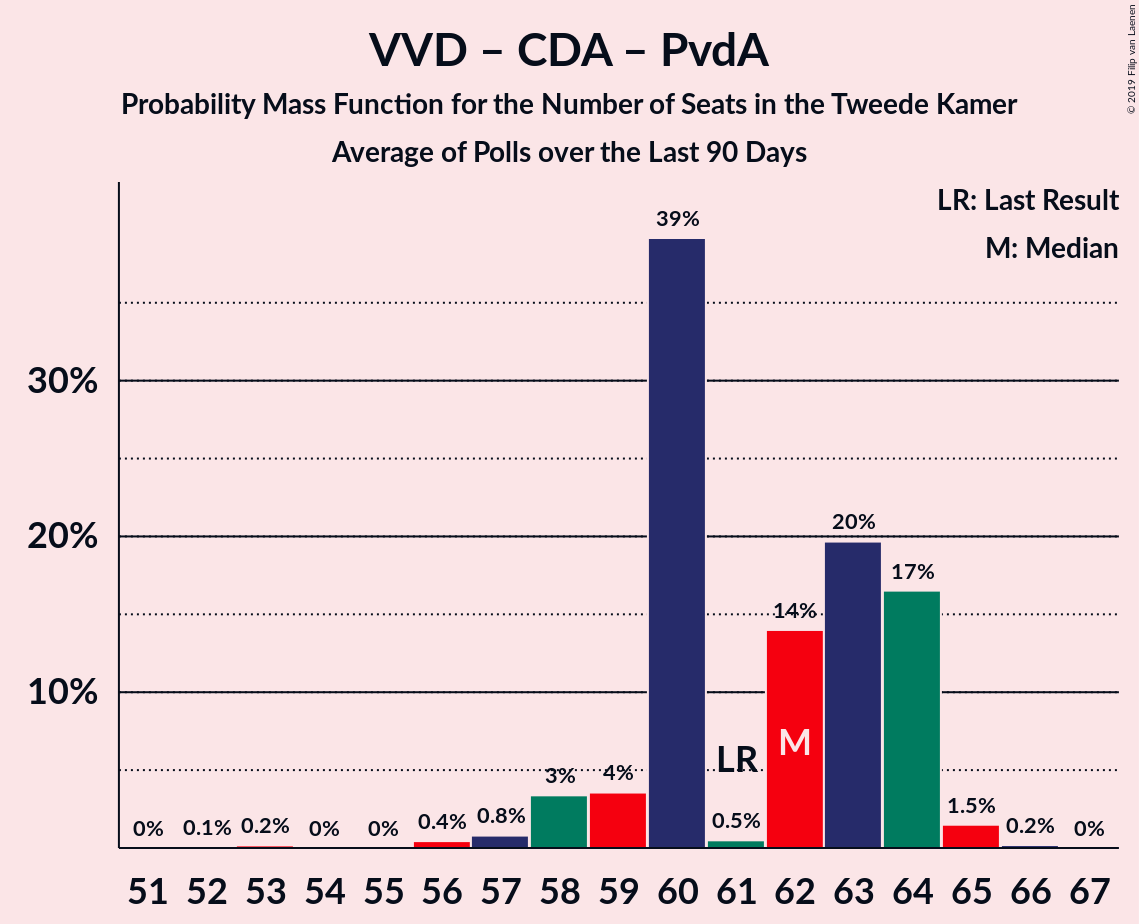 VVD – CDA – PvdA
Probability Mass Function for the Number of Seats in the Tweede Kamer
Average of Polls over the Last 90 Days
© 2019 Filip van Laenen
LR: Last Result
M: Median
30%
20%
10%
0%
0.1%
0.2%
0%
0%
0.4%
0.8%
3%
4%
39%
0.5%
14%
20%
17%
1.5%
0.2%
0%
LR
M
51 52 53 54 55 56 57 58 59 60 61 62 63 64 65 66 67